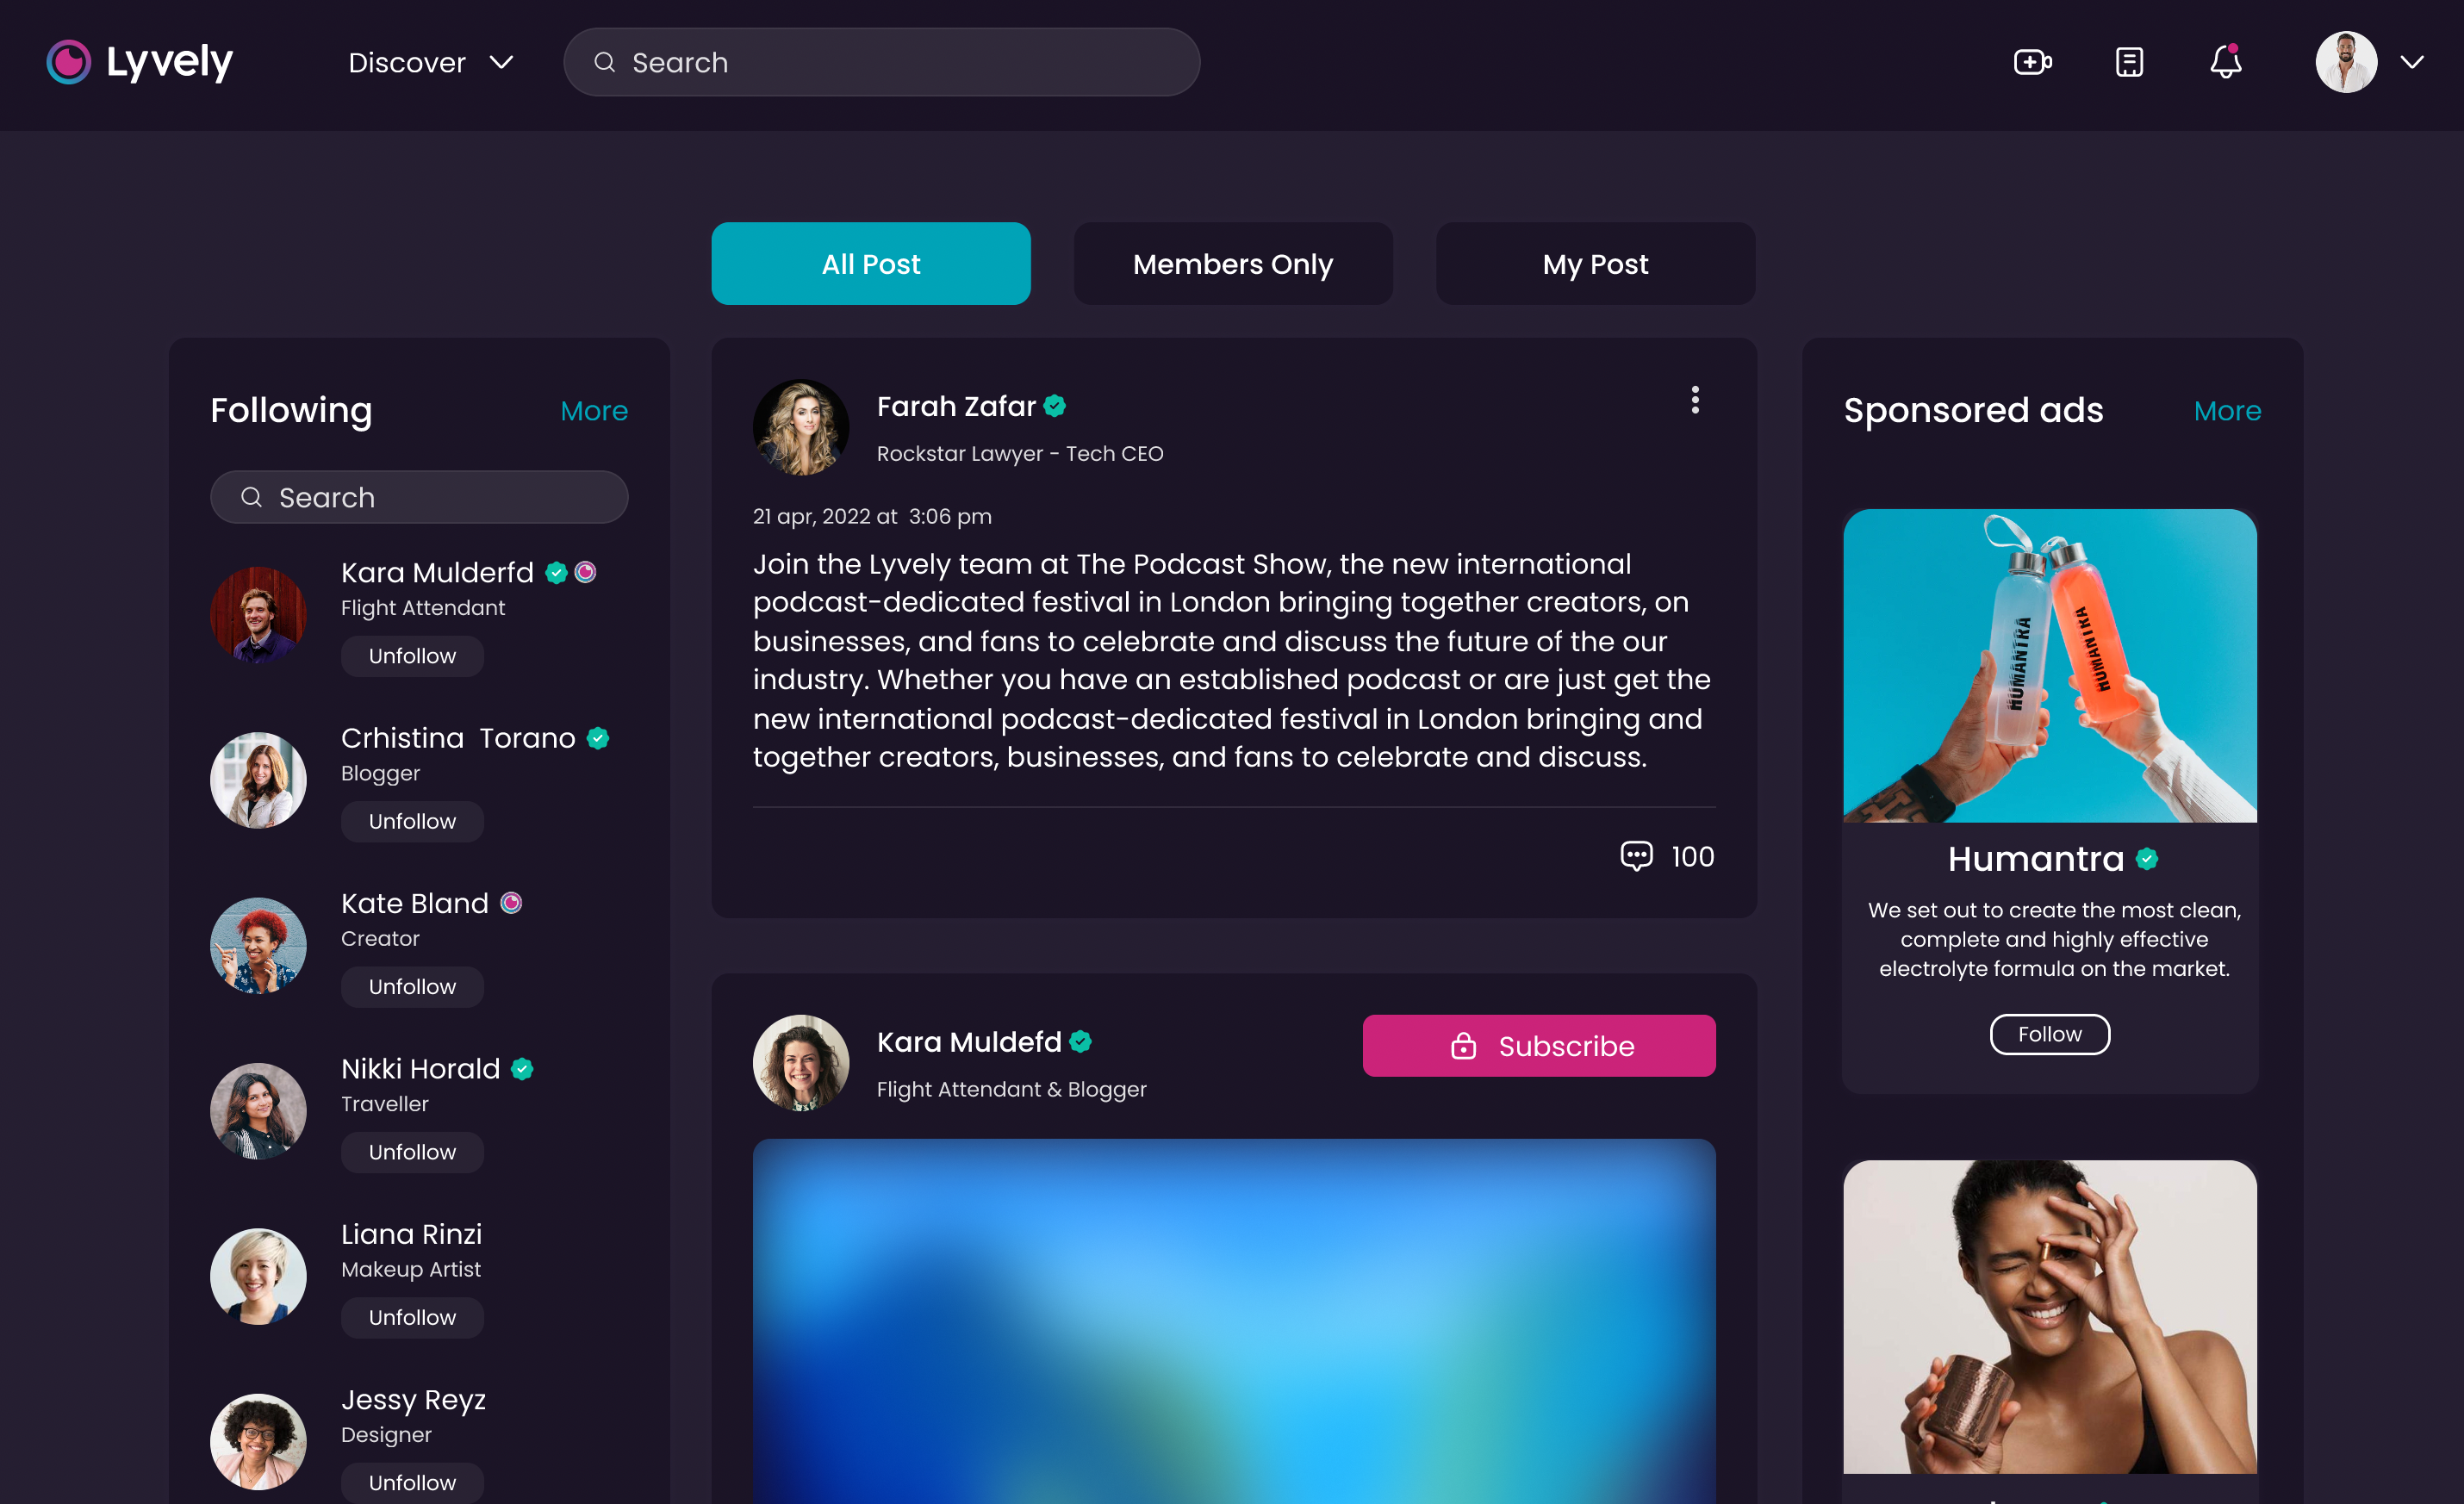 Lyvely
Discover
Search
All Post
Members Only
My Post
Following
More
Search
Kara Mulderfd
Flight Attendant
Unfollow
Crhistina  Torano
Blogger
Unfollow
Kate Bland
Creator
Unfollow
Nikki Horald
Traveller
Unfollow
Liana Rinzi
Makeup Artist
Unfollow
Jessy Reyz
Designer
Unfollow
Farah Zafar
Rockstar Lawyer - Tech CEO
21 apr, 2022 at  3:06 pm
Join the Lyvely team at The Podcast Show, the new international
podcast-dedicated festival in London bringing together creators, on
businesses, and fans to celebrate and discuss the future of the our
industry. Whether you have an established podcast or are just get the
new international podcast-dedicated festival in London bringing and
together creators, businesses, and fans to celebrate and discuss.
100
Kara Muldefd
Flight Attendant & Blogger
Subscribe
Sponsored ads
More
HUMANTRA
HUMANTRA
Humantra
We set out to create the most clean,
complete and highly effective
electrolyte formula on the market.
Follow